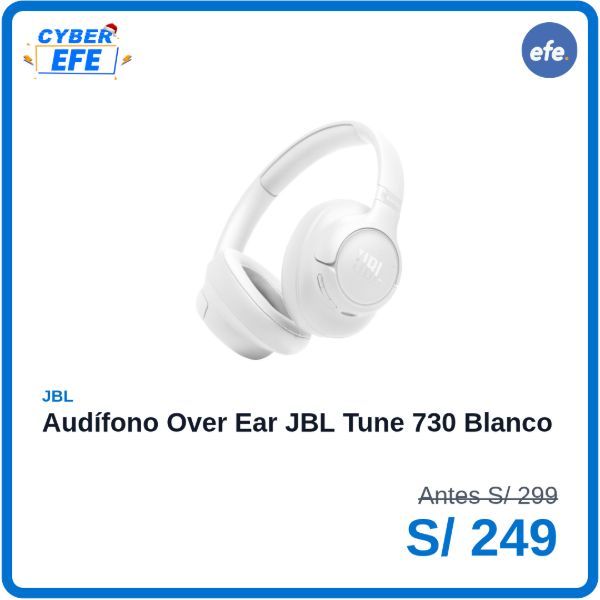 CYBER
EFE
efe.
JBL
JBL
Audífono Over Ear JBL Tune 730 Blanco
Antes S/ 299
S/ 249